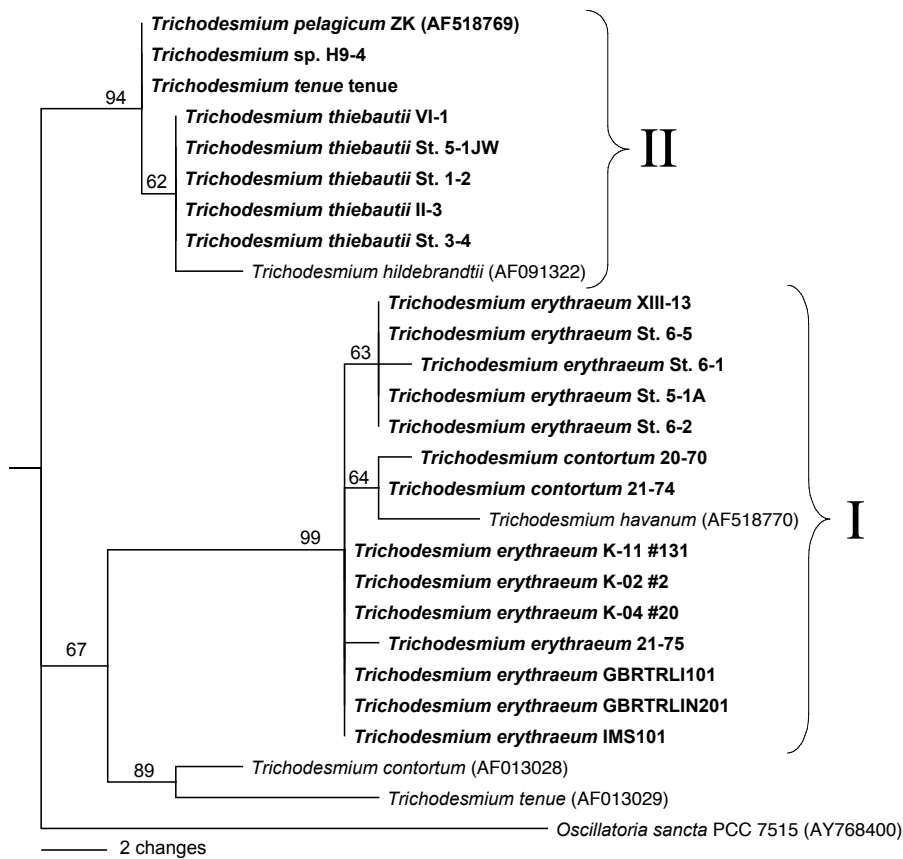 Trichodesmium pelagicum ZK (AF518769)
Trichodesmium sp. H9-4
Trichodesmium tenue tenue
94
Trichodesmium thiebautii VI-1
Trichodesmium thiebautii St. 5-1JW
II
62
Trichodesmium thiebautii St. 1-2
Trichodesmium thiebautii II-3
Trichodesmium thiebautii St. 3-4
Trichodesmium hildebrandtii (AF091322)
Trichodesmium erythraeum XIII-13
Trichodesmium erythraeum St. 6-5
63
Trichodesmium erythraeum St. 6-1
Trichodesmium erythraeum St. 5-1A
Trichodesmium erythraeum St. 6-2
Trichodesmium contortum 20-70
64
Trichodesmium contortum 21-74
Trichodesmium havanum (AF518770)
I
99
Trichodesmium erythraeum K-11 #131
Trichodesmium erythraeum K-02 #2
Trichodesmium erythraeum K-04 #20
67
Trichodesmium erythraeum 21-75
Trichodesmium erythraeum GBRTRLI101
Trichodesmium erythraeum GBRTRLIN201
Trichodesmium erythraeum IMS101
89
Trichodesmium contortum (AF013028)
Trichodesmium tenue (AF013029)
Oscillatoria sancta PCC 7515 (AY768400)
2 changes